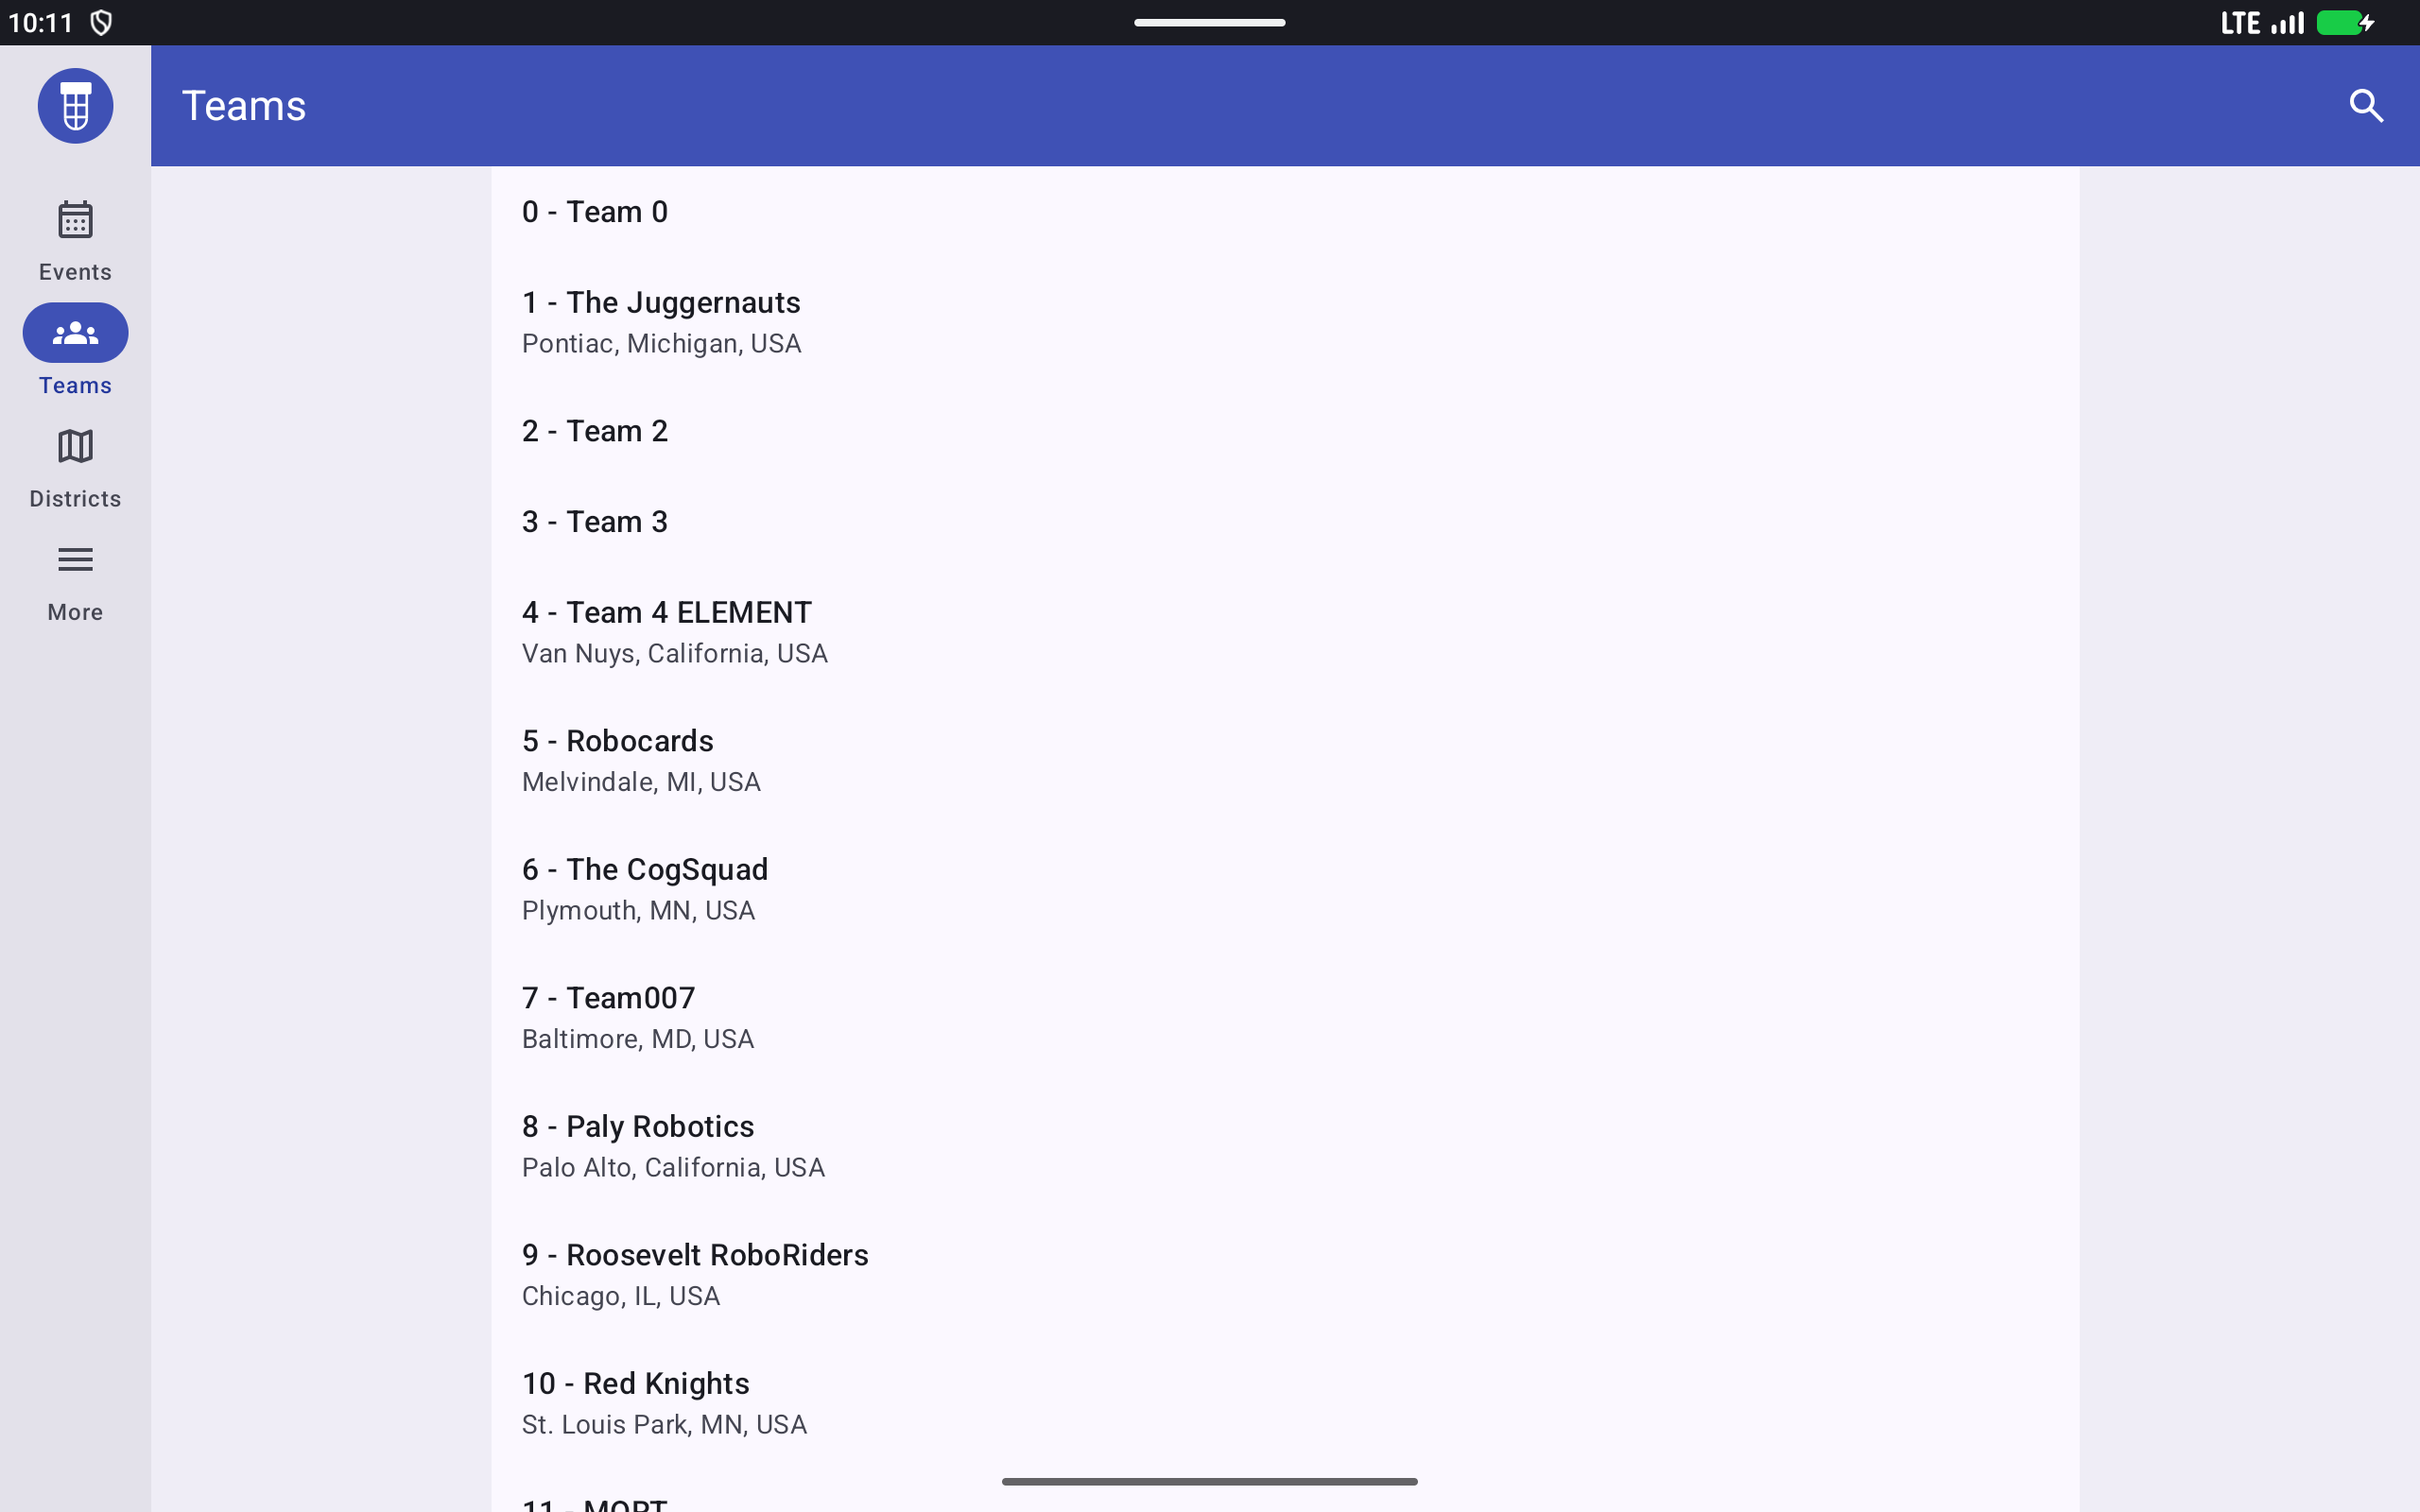 10:11
LTE
Teams
Events
Teams
Districts
More
0 - Team 0
1 - The Juggernauts
Pontiac, Michigan, USA
2 - Team 2
3 - Team 3
4 - Team 4 ELEMENT
Van Nuys, California, USA
5 - Robocards
Melvindale, MI, USA
6 - The CogSquad
Plymouth, MN, USA
7 - Team007
Baltimore, MD, USA
8 - Paly Robotics
Palo Alto, California, USA
9 - Roosevelt RoboRiders
Chicago, IL, USA
10 - Red Knights
St. Louis Park, MN, USA
11 - MORT